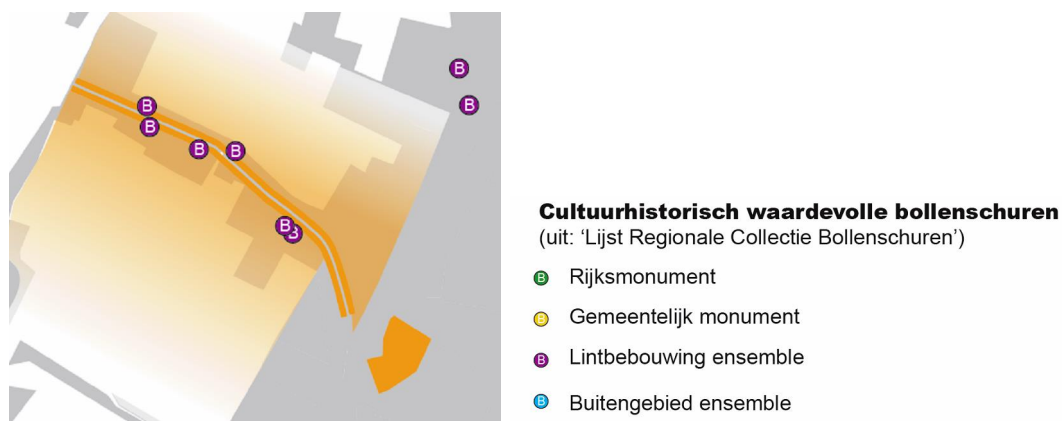 B
B
B
B
B
B
B
B
Cultuurhistorisch waardevolle bollenschuren
(uit: 'Lijst Regionale Collectie Bollenschuren')
B Rijksmonument
B Gemeentelijk monument
B Lintbebouwing ensemble
B Buitengebied ensemble